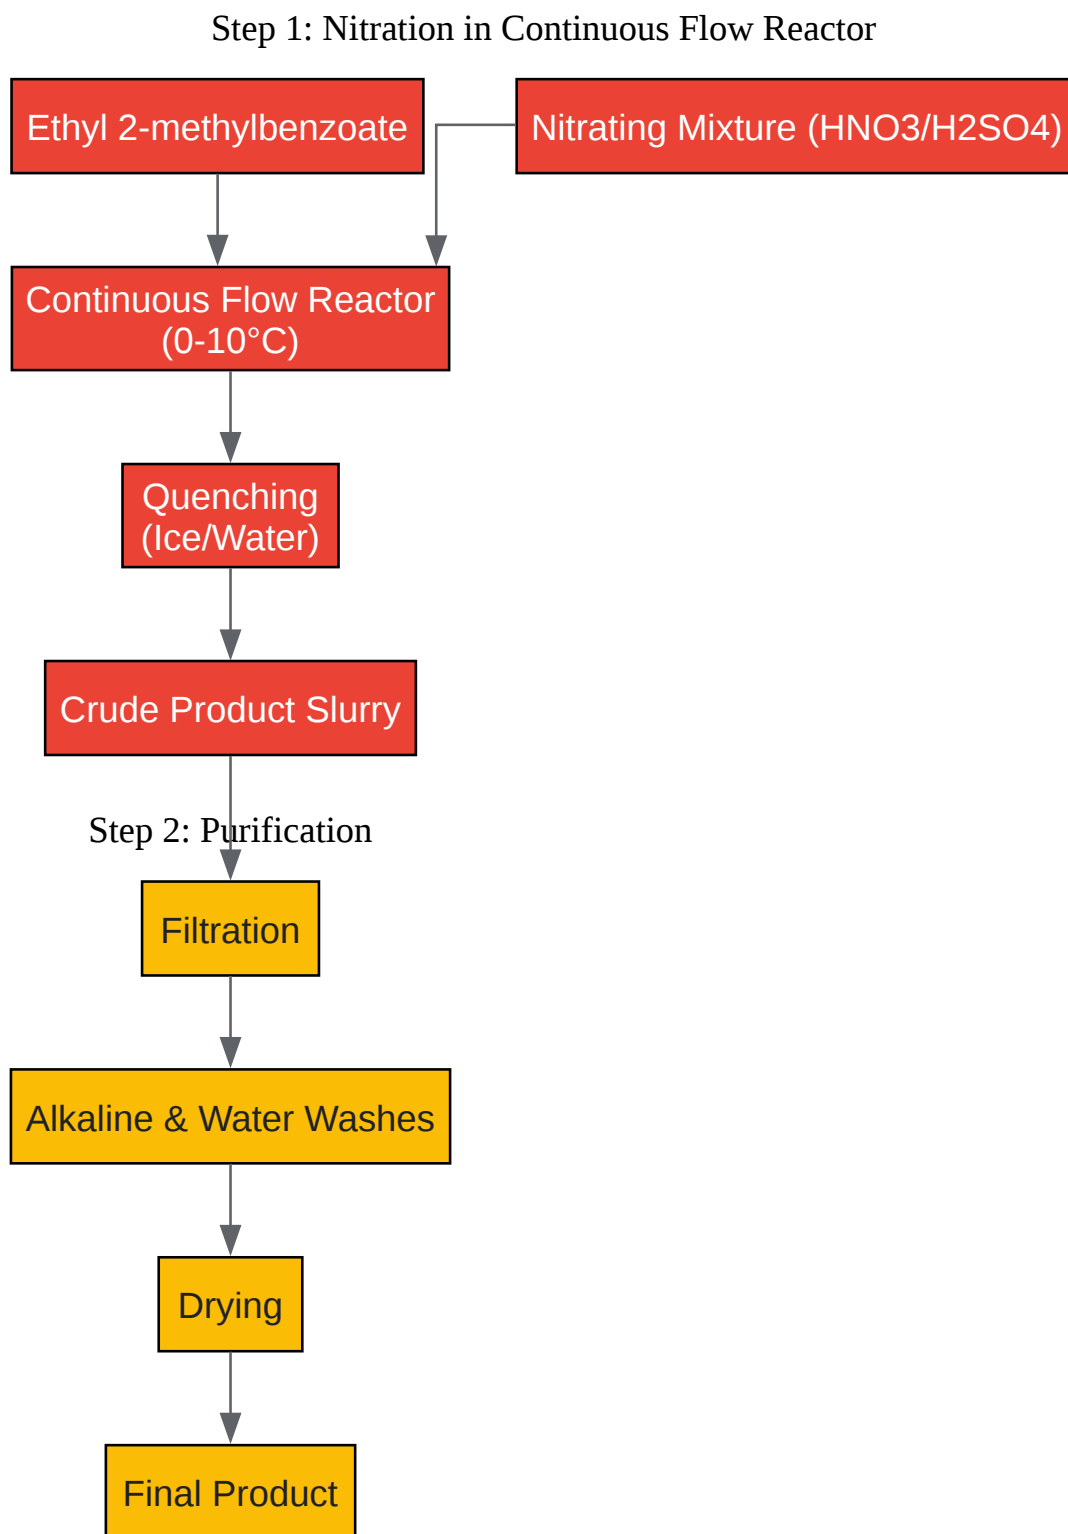 Step 1: Nitration in Continuous Flow Reactor
Ethyl 2-methylbenzoate
Nitrating Mixture (HNO3/H2SO4)
Continuous Flow Reactor
(0-10°C)
Quenching
(Ice/Water)
Crude Product Slurry
Step 2: Purification
Filtration
Alkaline & Water Washes
Drying
Final Product